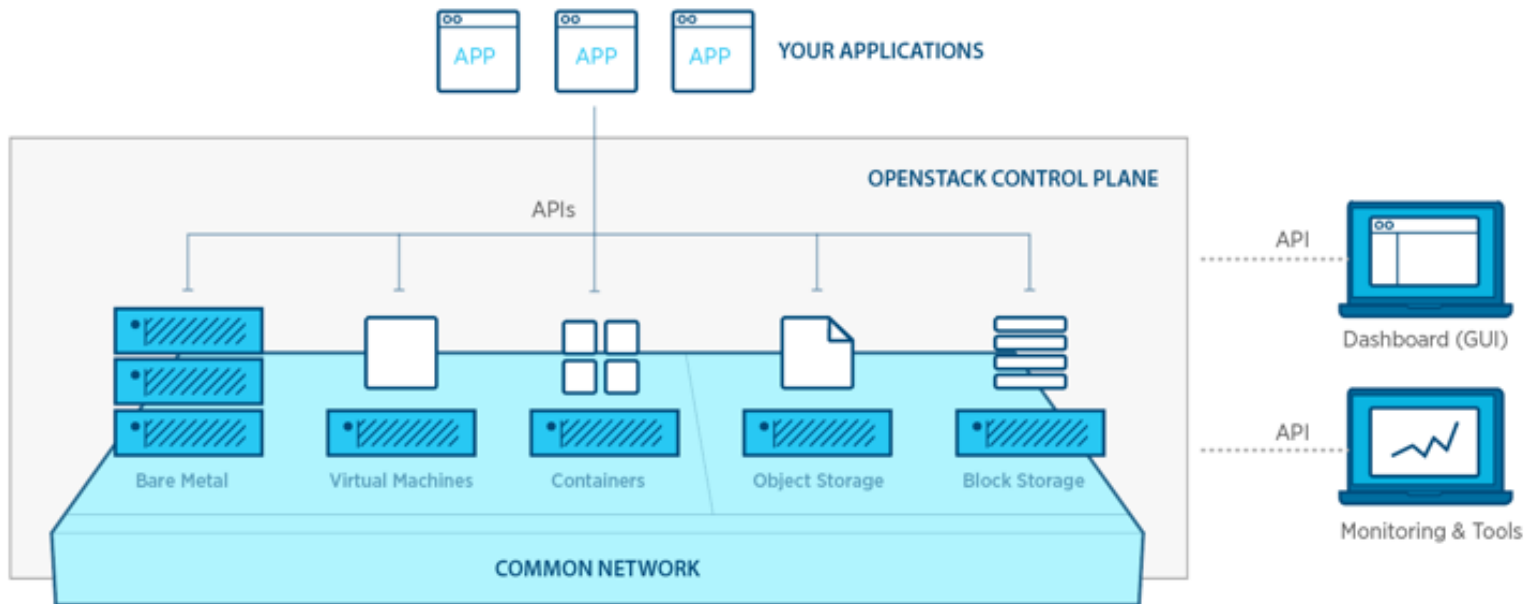 APP APP APP YOUR APPLICATIONS
OPENSTACK CONTROL PLANE
APIs
API
Dashboard (GUI)
API
Bare Metal Virtual Machines Containers Object Storage Block Storage
Monitoring & Tools
COMMON NETWORK